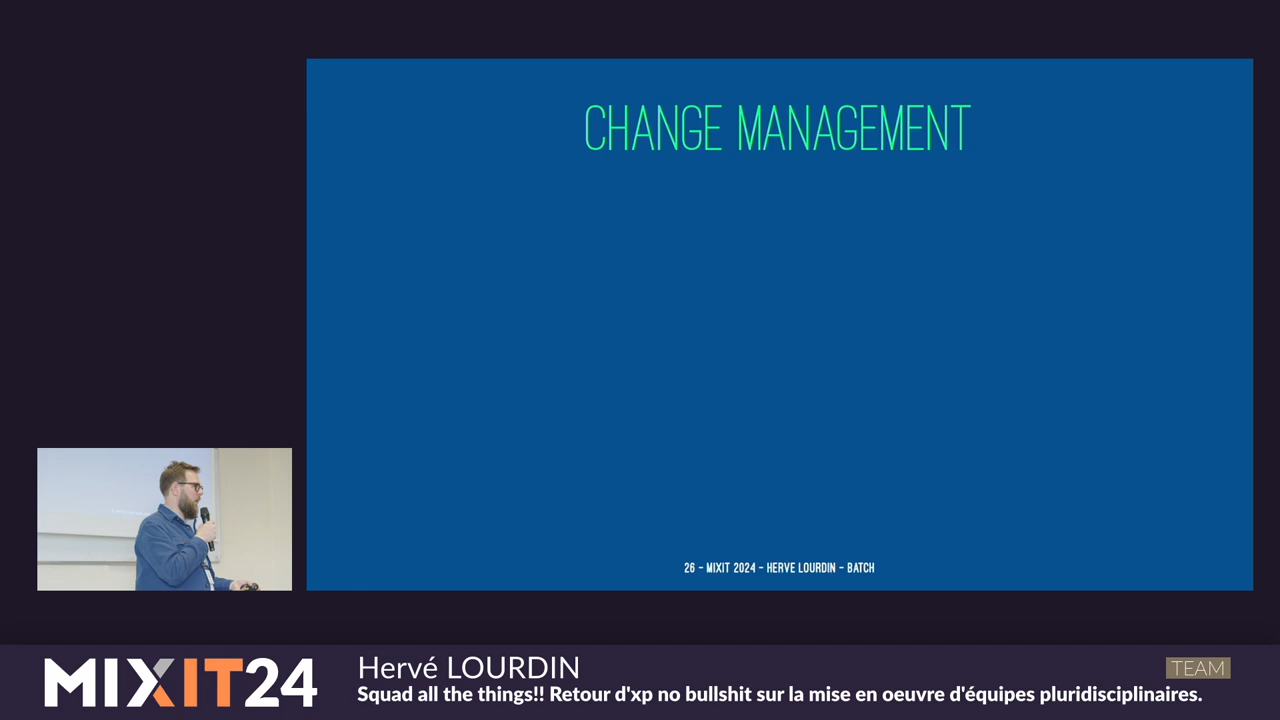 CHANGE MANAGEMENT
26 - MIXIT 2024 - HERVE LOURDIN - BATCH
MIXIT24
Hervé LOURDIN
TEAM
Squad all the things!! Retour d'xp no bullshit sur la mise en oeuvre d'équipes pluridisciplinaires.